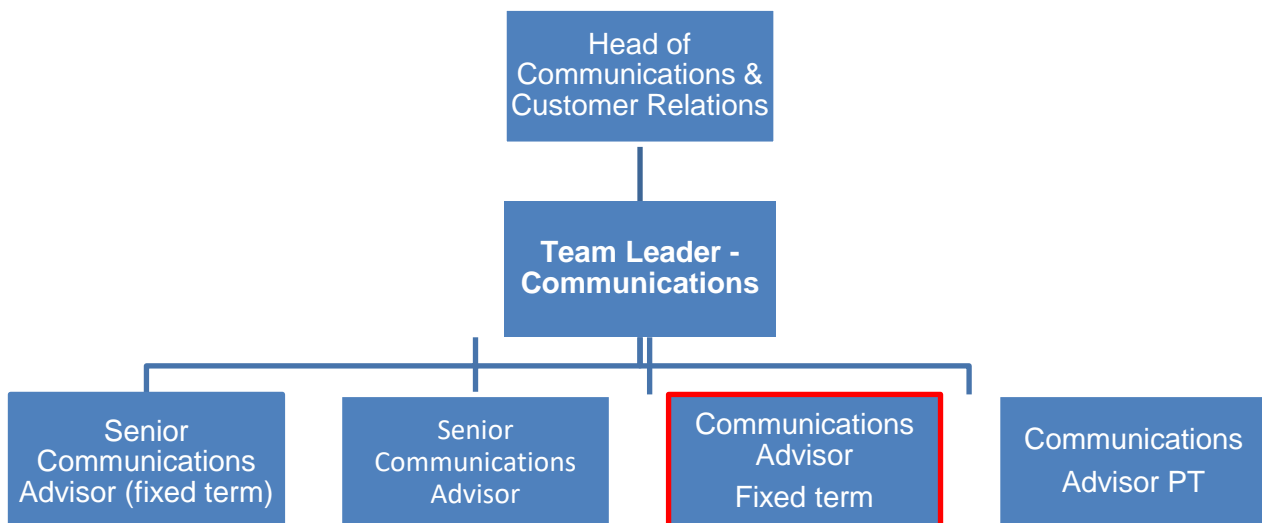 Head of
Communications &
Customer Relations
Team Leader -
Communications
Senior
Communications
Advisor (fixed term)
Senior
Communications
Advisor
Communications
Advisor
Fixed term
Communications
Advisor PT